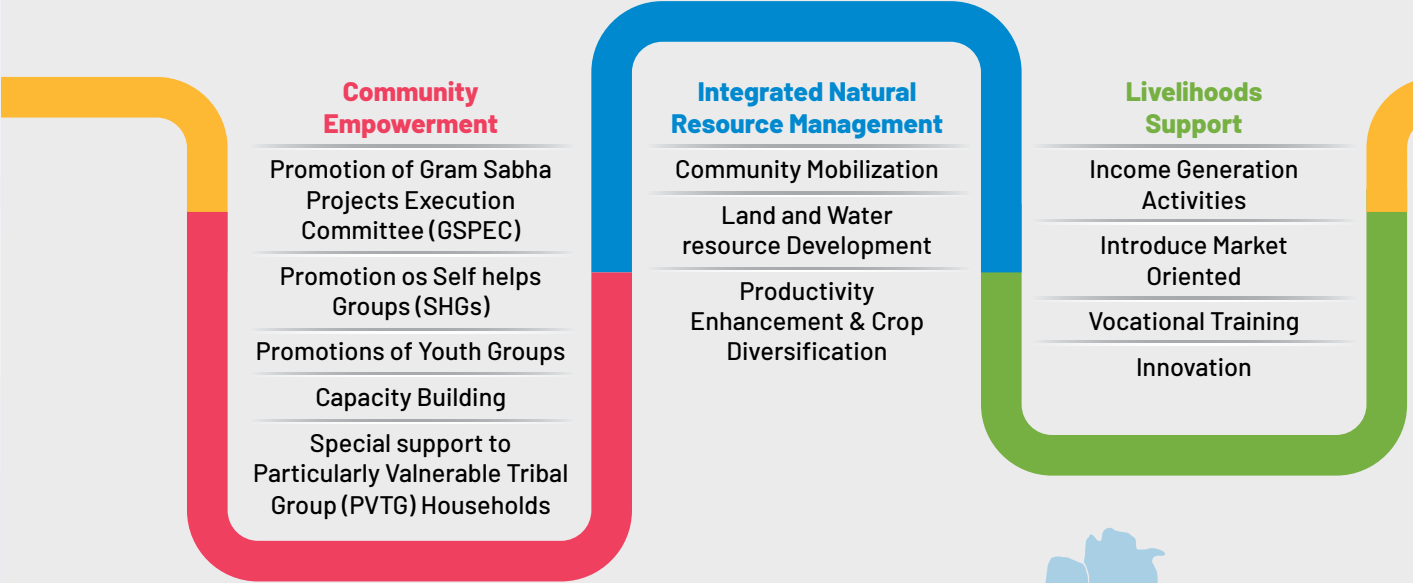 Community
Empowerment
Promotion of Gram Sabha
Projects Execution
Committee (GSPEC)
Promotion os Self helps
Groups (SHGs)
Promotions of Youth Groups
Capacity Building
Special support to
Particularly Valnerable Tribal
Group (PVTG) Households
Integrated Natural
Resource Management
Community Mobilization
Land and Water
resource Development
Productivity
Enhancement & Crop
Diversification
Livelihoods
Support
Income Generation
Activities
Introduce Market
Oriented
Vocational Training
Innovation